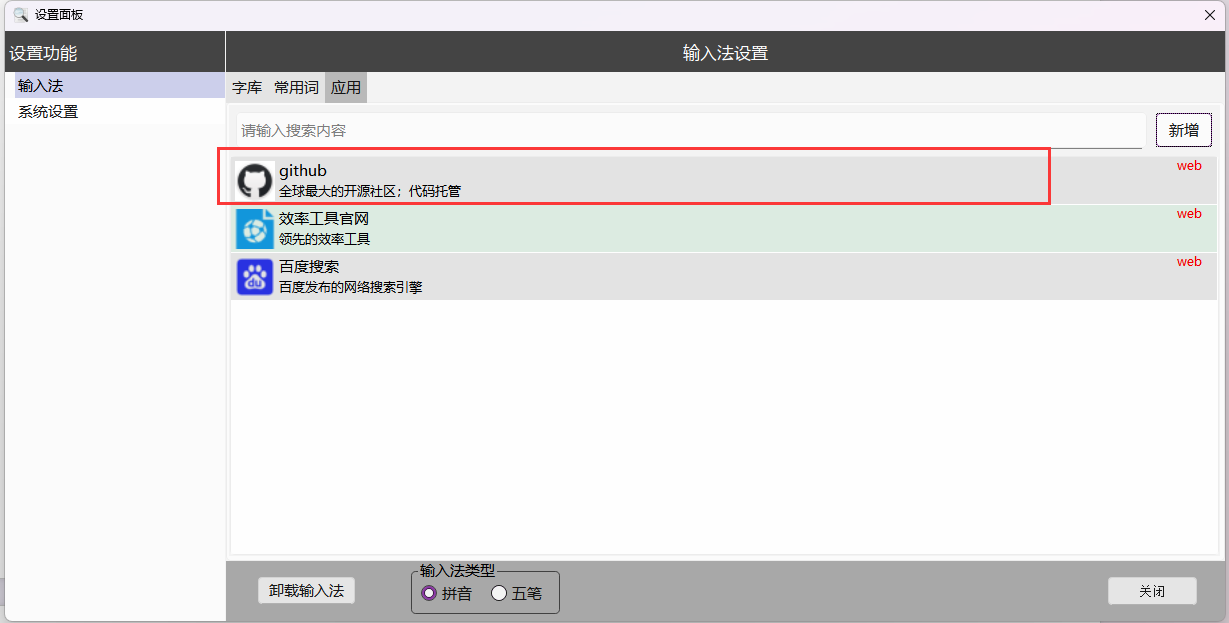 设置面板
设置功能
输入法设置
输入法
系统设置
字库 常用词 应用
请输入搜索内容
新增
github
web
全球最大的开源社区；代码托管
效率工具官网
web
领先的效率工具
百度搜索
web
du
百度发布的网络搜索引擎
卸载输入法
输入法类型
拼音 五笔
关闭